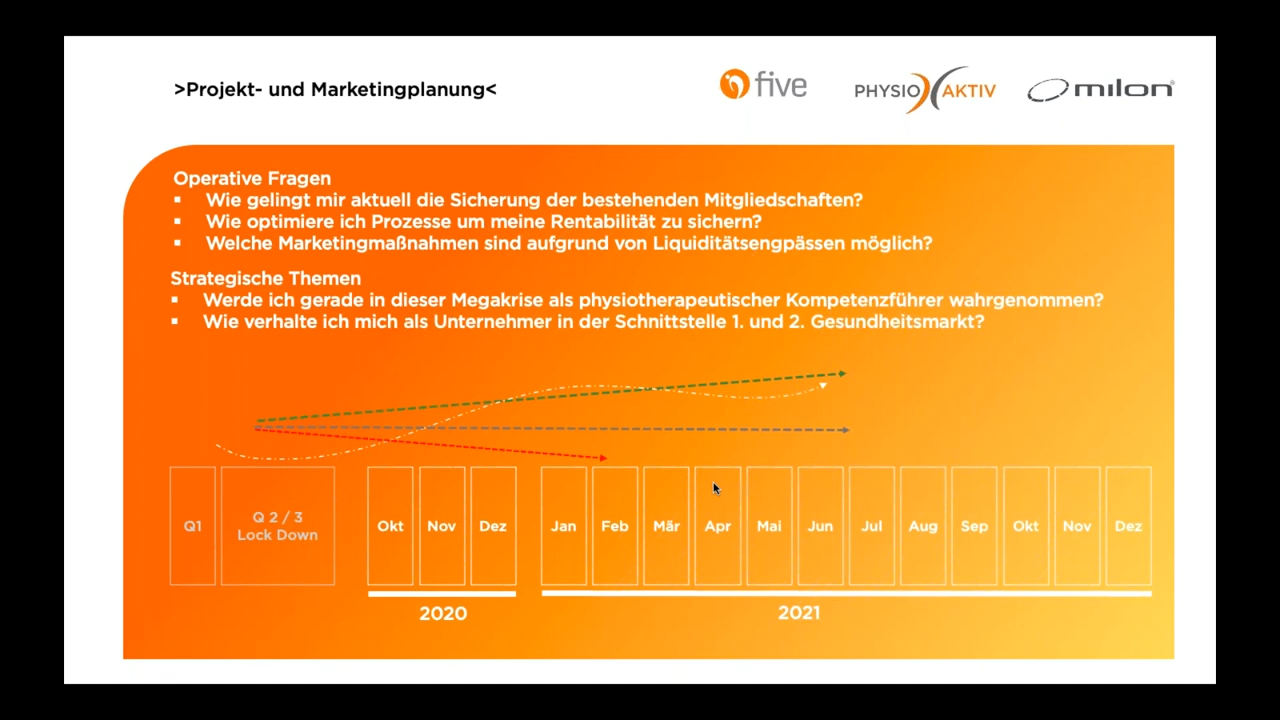 >Projekt- und Marketingplanung<
five
PHYSIO AKTIV
milon®
Operative Fragen
▪ Wie gelingt mir aktuell die Sicherung der bestehenden Mitgliedschaften?
▪ Wie optimiere ich Prozesse um meine Rentabilität zu sichern?
▪ Welche Marketingmaßnahmen sind aufgrund von Liquiditätsengpässen möglich?
Strategische Themen
▪ Werde ich gerade in dieser Megakrise als physiotherapeutischer Kompetenzführer wahrgenommen?
▪ Wie verhalte ich mich als Unternehmer in der Schnittstelle 1. und 2. Gesundheitsmarkt?
Q1
Q 2 / 3
Lock Down
Okt Nov Dez
Jan Feb Mär Apr Mai Jun Jul Aug Sep Okt Nov Dez
2020
2021